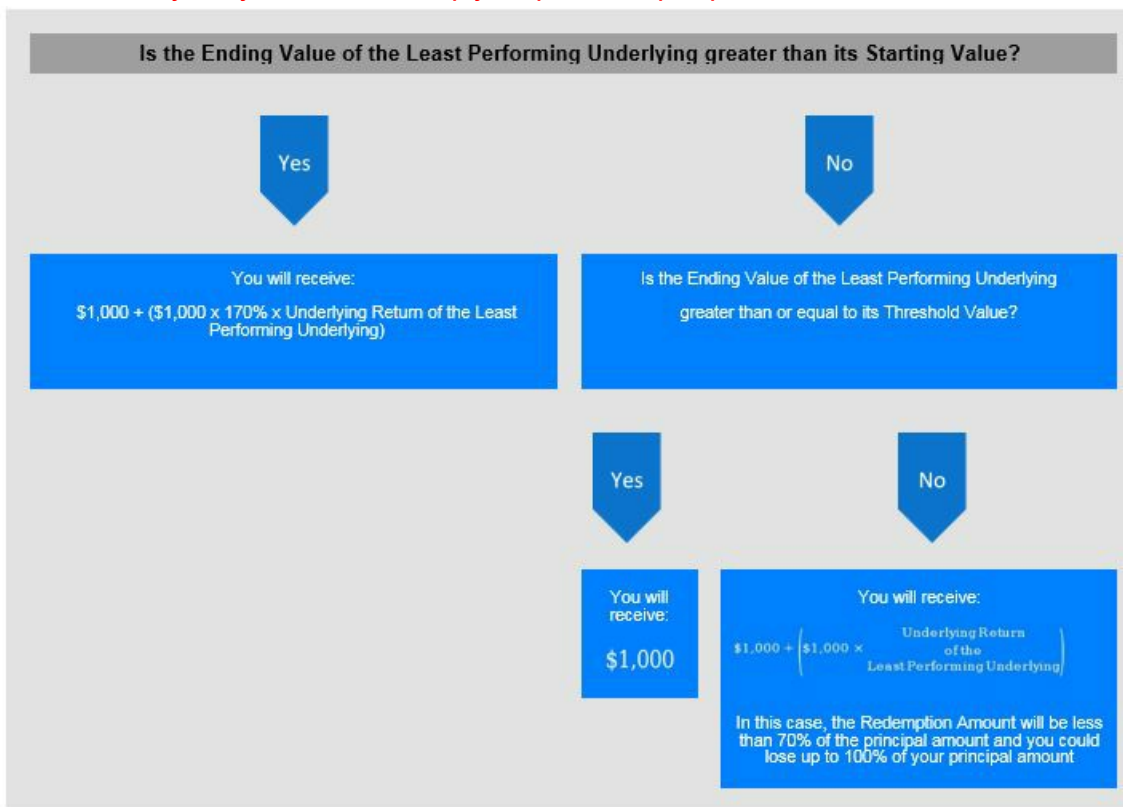 Is the Ending Value of the Least Performing Underlying greater than its Starting Value?
Yes
No
You will receive:
$1,000 + ($1,000 x 170% x Underlying Return of the Least
Performing Underlying)
Is the Ending Value of the Least Performing Underlying
greater than or equal to its Threshold Value?
Yes
No
You will
receive:
$1,000
You will receive:
Underlying Return
$1,000 + ($1,000 × of the )
Least Performing Underlying
In this case, the Redemption Amount will be less
than 70% of the principal amount and you could
lose up to 100% of your principal amount